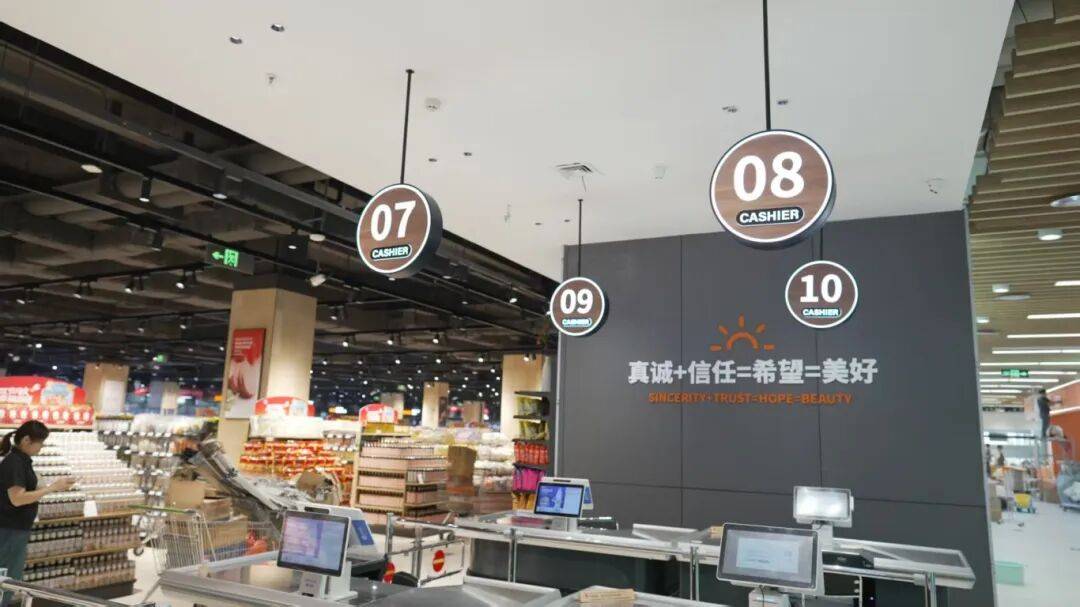 07
CASHIER
08
CASHIER
09
CASHIER
10
CASHIER
真诚+信任=希望=美好
SINCERITY+TRUST=HOPE=BEAUTY